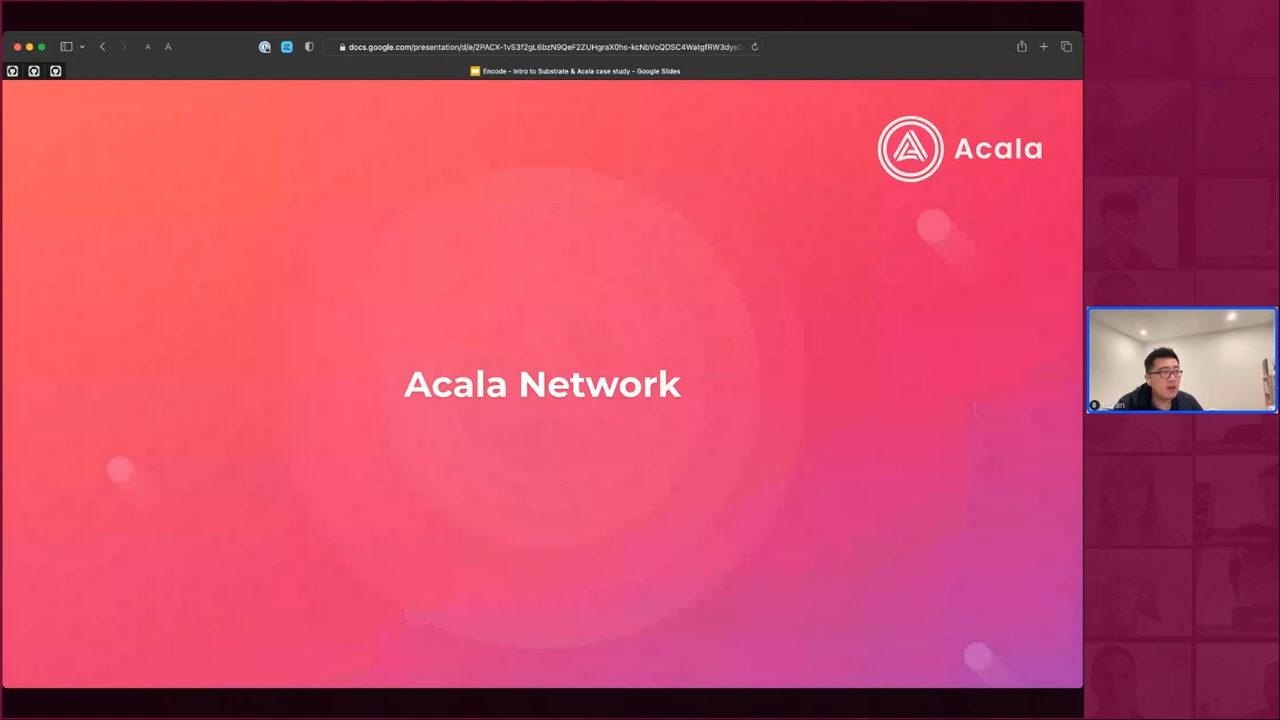 A A
docs.google.com/presentation/d/e/2PACX-1vS3f2gL6bzN9QeF2ZUHgraX0hs-kcNbVoQDSC4WatgfRW3dye
Encode - Intro to Substrate & Acala case study - Google Slides
Acala
Acala Network